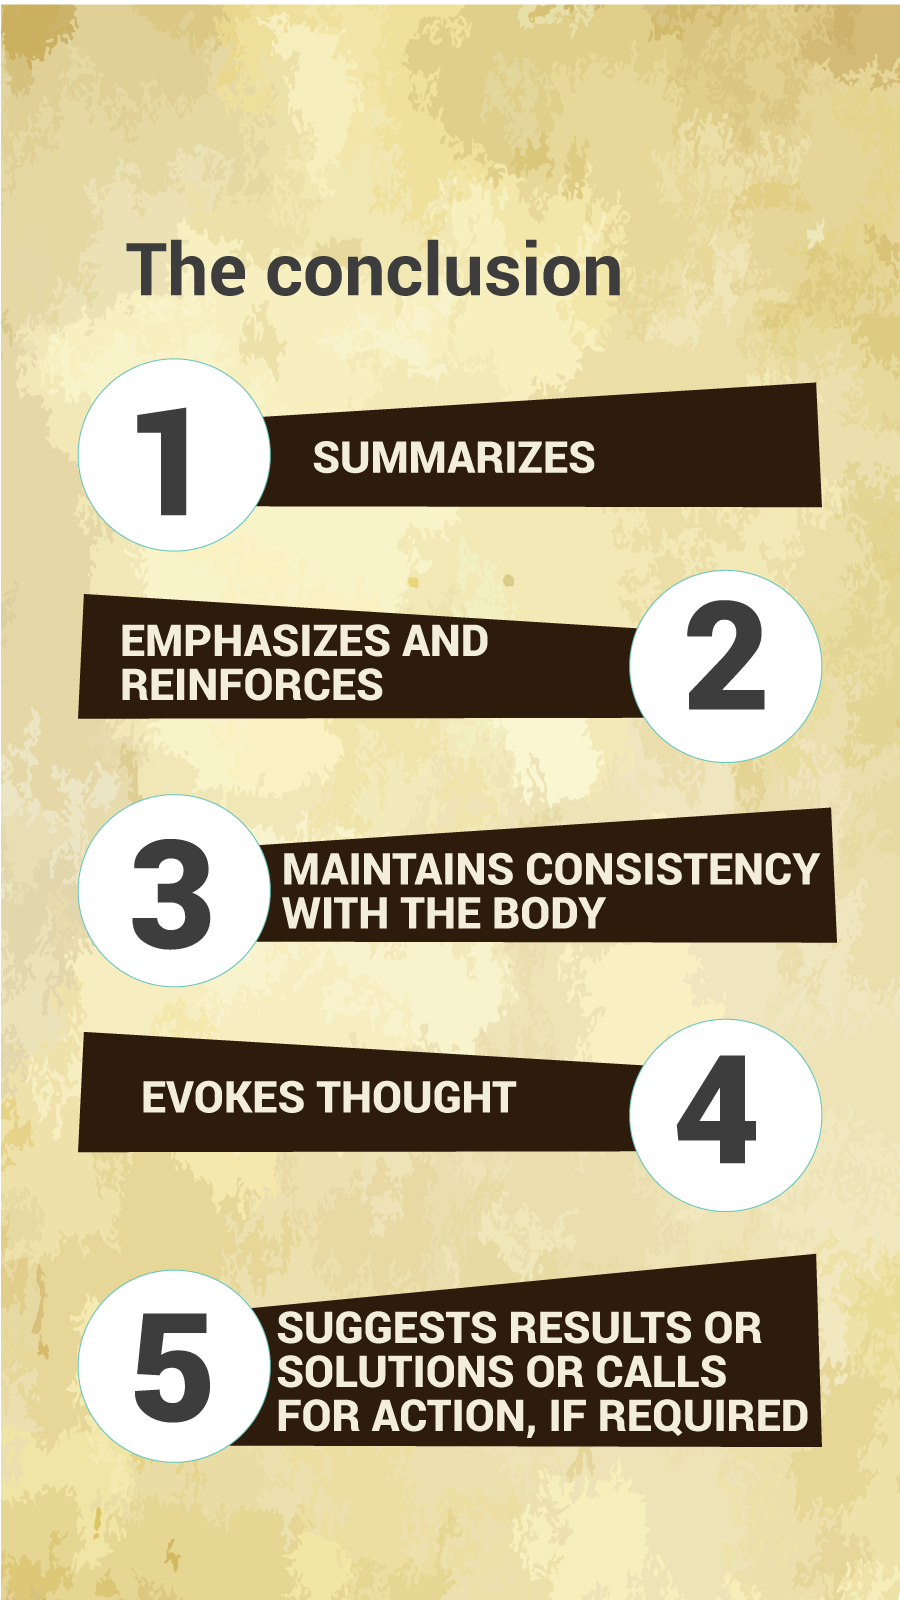 The conclusion
1
SUMMARIZES
EMPHASIZES AND
REINFORCES
2
3
MAINTAINS CONSISTENCY
WITH THE BODY
EVOKES THOUGHT
4
5
SUGGESTS RESULTS OR
SOLUTIONS OR CALLS
FOR ACTION, IF REQUIRED